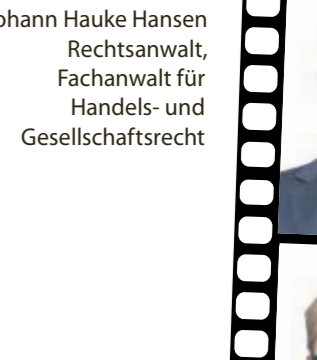 ohann Hauke Hansen
Rechtsanwalt,
Fachanwalt für
Handels- und
Gesellschaftsrecht